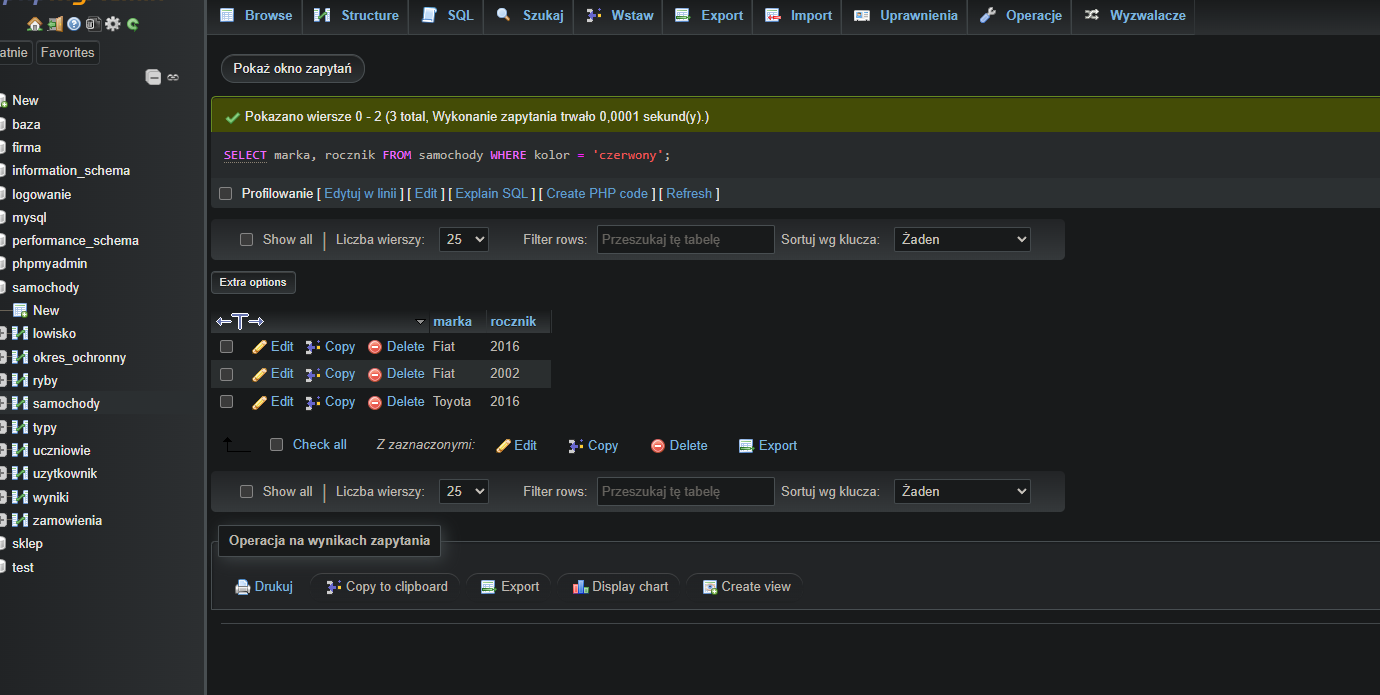 Browse Structure SQL Szukaj Wstaw Export Import Uprawnienia Operacje Wyzwalacze
atnie Favorites
New
baza
firma
information_schema
logowanie
mysql
performance_schema
phpmyadmin
samochody
New
lowisko
okres_ochronny
ryby
samochody
typy
uczniowie
uzytkownik
wyniki
zamowienia
sklep
test
Pokaż okno zapytań
Pokazano wiersze 0 - 2 (3 total, Wykonanie zapytania trwało 0,0001 sekund(y).)
SELECT marka, rocznik FROM samochody WHERE kolor = 'czerwony';
Profilowanie [ Edytuj w linii ] [ Edit ] [ Explain SQL ] [ Create PHP code ] [ Refresh ]
Show all | Liczba wierszy: 25 Filter rows: Przeszukaj tę tabelę Sortuj wg klucza: Żaden
Extra options
←T→ marka rocznik
Edit Copy Delete Fiat 2016
Edit Copy Delete Fiat 2002
Edit Copy Delete Toyota 2016
Check all Z zaznaczonymi: Edit Copy Delete Export
Show all | Liczba wierszy: 25 Filter rows: Przeszukaj tę tabelę Sortuj wg klucza: Żaden
Operacja na wynikach zapytania
Drukuj Copy to clipboard Export Display chart Create view